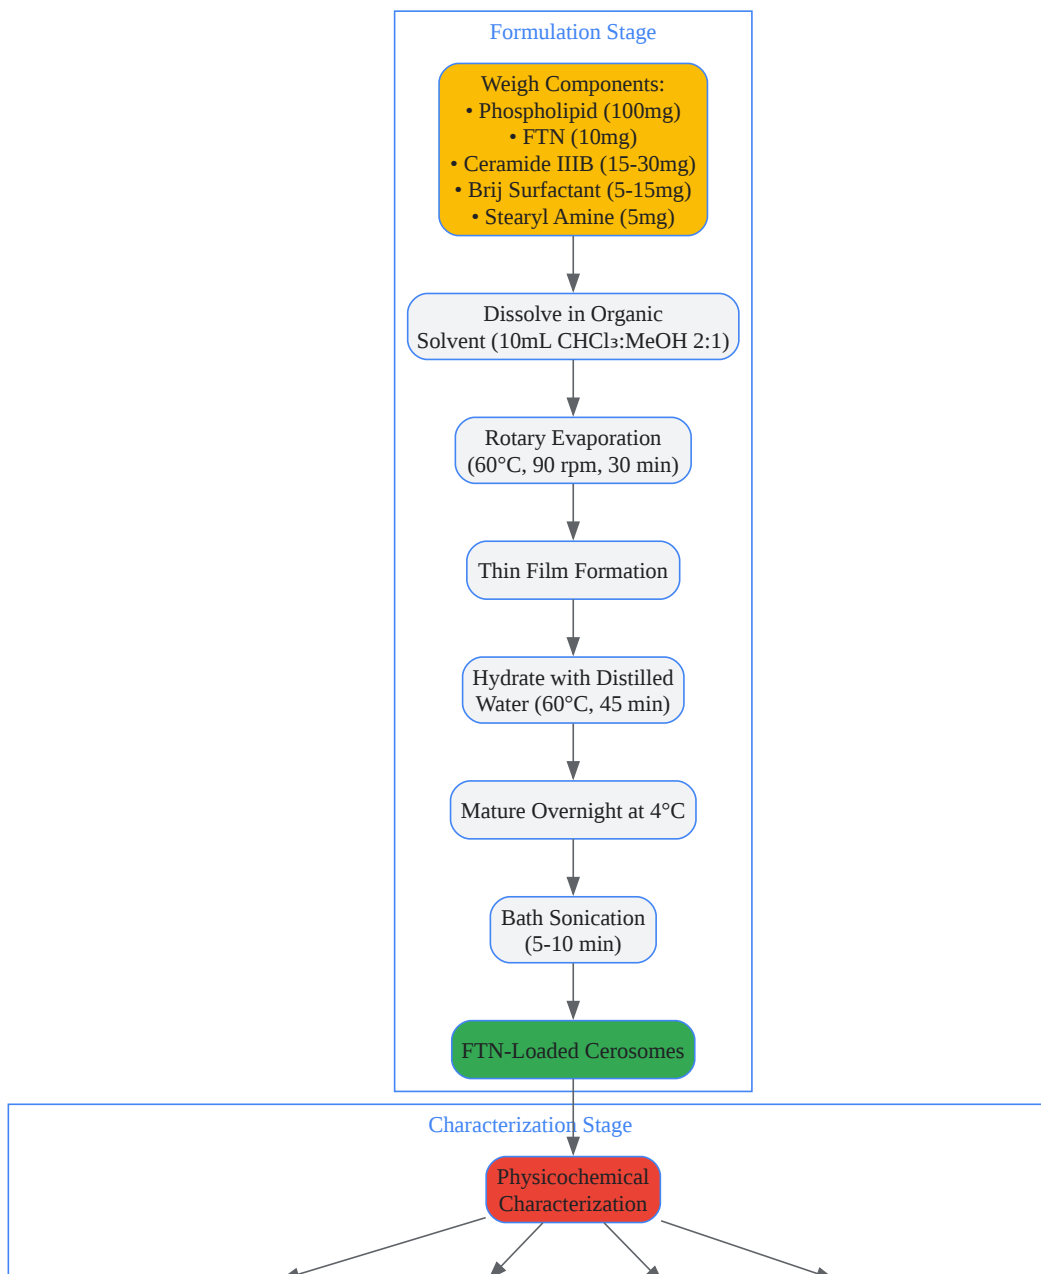 Formulation Stage
Weigh Components:
• Phospholipid (100mg)
• FTN (10mg)
• Ceramide IIIB (15-30mg)
• Brij Surfactant (5-15mg)
• Stearyl Amine (5mg)
Dissolve in Organic
Solvent (10mL CHCl₃:MeOH 2:1)
Rotary Evaporation
(60°C, 90 rpm, 30 min)
Thin Film Formation
Hydrate with Distilled
Water (60°C, 45 min)
Mature Overnight at 4°C
Bath Sonication
(5-10 min)
FTN-Loaded Cerosomes
Characterization Stage
Physicochemical
Characterization